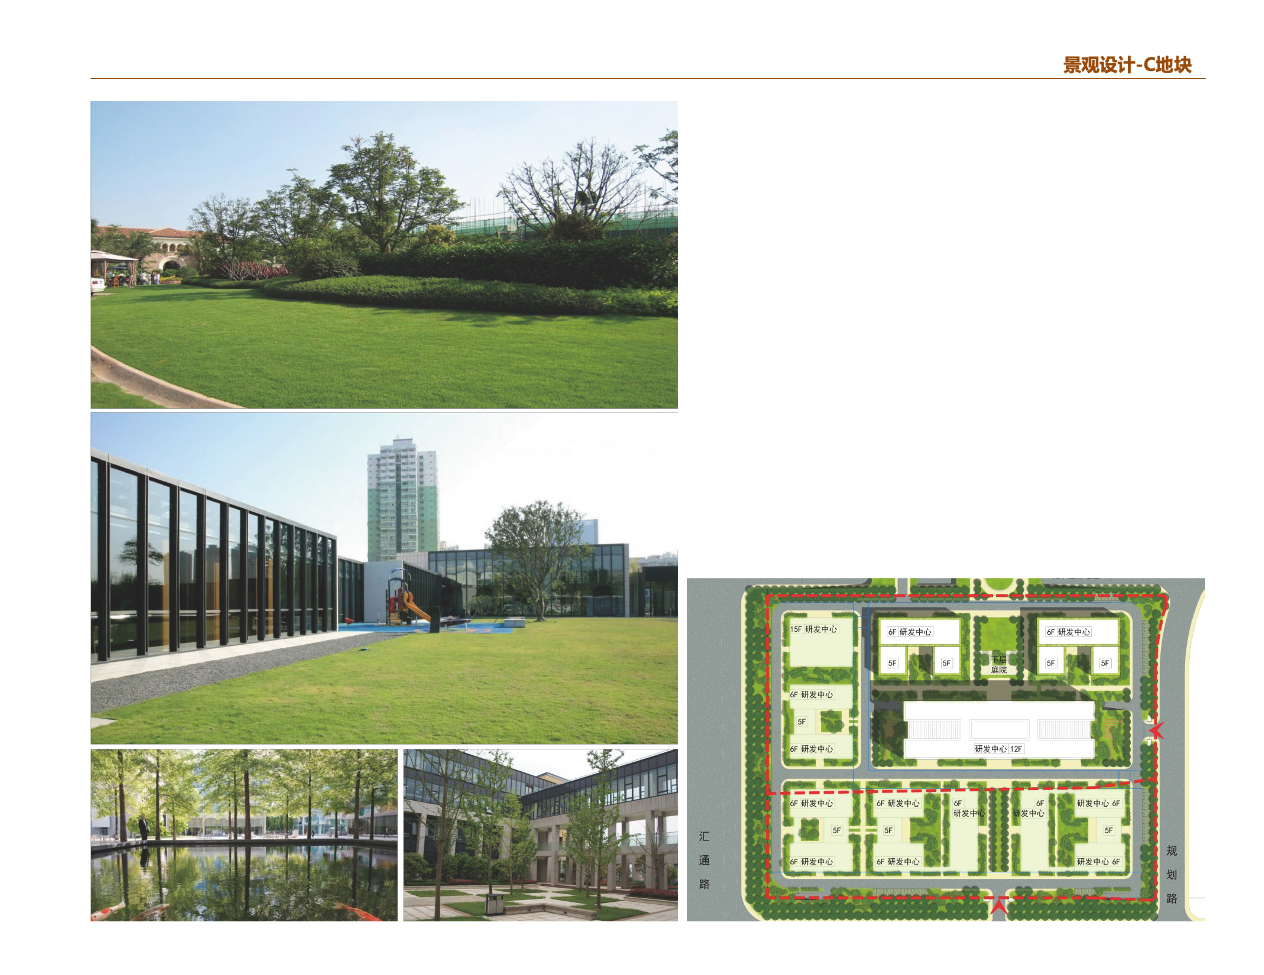 景观设计-C地块
15F 研发中心
6F 研发中心
6F 研发中心
5F
5F
5F
5F
下层
庭院
6F 研发中心
5F
6F 研发中心
研发中心 12F
6F 研发中心
6F 研发中心
6F
研发中心
6F
研发中心
研发中心 6F
5F
5F
5F
6F 研发中心
6F 研发中心
研发中心 6F
汇
通
路
规
划
路